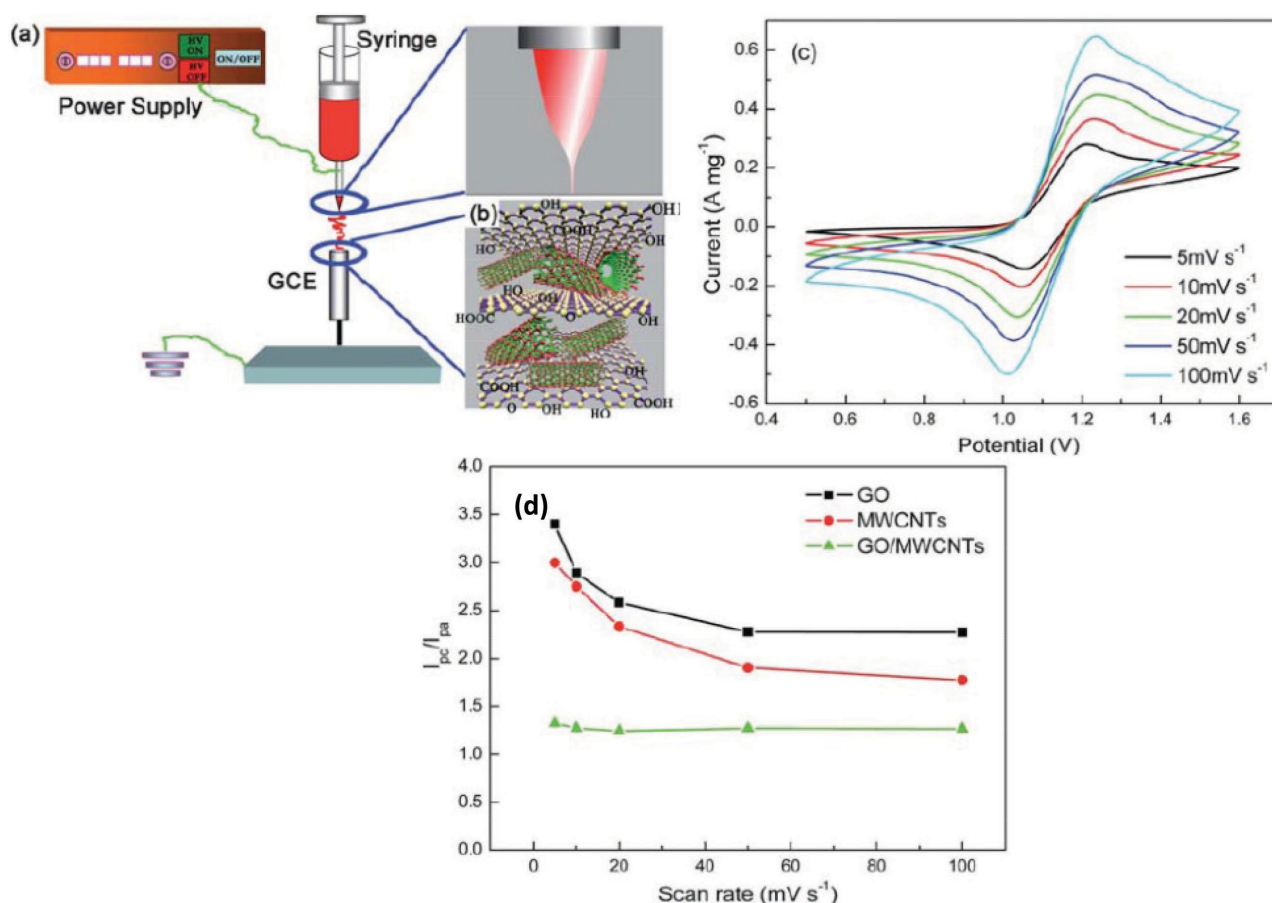 (a)
HV
ON
HV
OFF
ON/OFF
Power Supply
Syringe
GCE
(b)
OH
OH
COOH
HO
OH
HO
OH
HOOC
O
OH
OH
COOH
COOH
O
OH
HO
(c)
0.6
0.4
0.2
0.0
-0.2
-0.4
-0.6
Current (A mg⁻¹)
5mV s⁻¹
10mV s⁻¹
20mV s⁻¹
50mV s⁻¹
100mV s⁻¹
0.4 0.6 0.8 1.0 1.2 1.4 1.6
Potential (V)
(d)
4.0
3.5
3.0
2.5
2.0
1.5
1.0
0.5
0.0
Ipc/Ipa
GO
MWCNTs
GO/MWCNTs
0 20 40 60 80 100
Scan rate (mV s⁻¹)